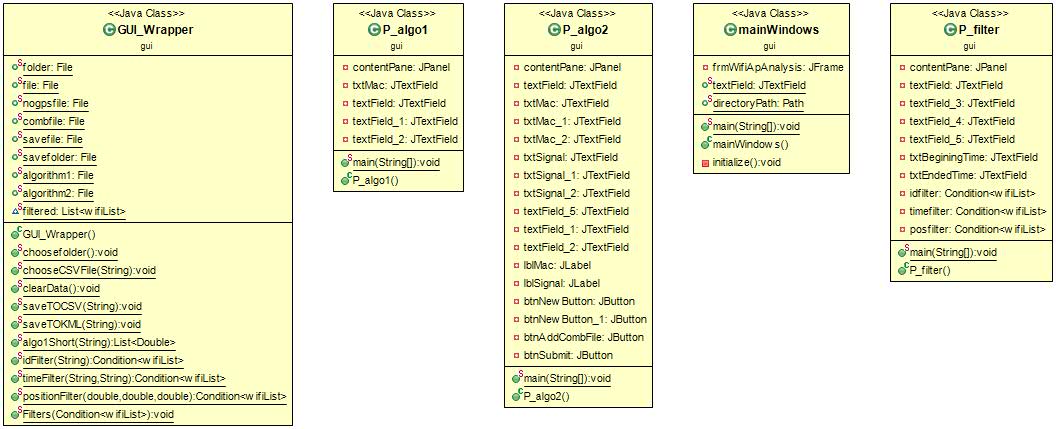 <<Java Class>>
GUI_Wrapper
gui
folder: File
file: File
nogpsfile: File
combfile: File
savefile: File
savefolder: File
algorithm1: File
algorithm2: File
filtered: List<wifiList>
GUI_Wrapper()
choosefolder():void
chooseCSVFile(String):void
clearData():void
saveTOCSV(String):void
saveTOKML(String):void
algo1Short(String):List<Double>
idFilter(String):Condition<wifiList>
timeFilter(String,String):Condition<wifiList>
positionFilter(double,double,double):Condition<wifiList>
Filters(Condition<wifiList>):void
<<Java Class>>
P_algo1
gui
contentPane: JPanel
txtMac: JTextField
textField: JTextField
textField_1: JTextField
textField_2: JTextField
main(String[]):void
P_algo1()
<<Java Class>>
P_algo2
gui
contentPane: JPanel
textField: JTextField
txtMac: JTextField
txtMac_1: JTextField
txtMac_2: JTextField
txtSignal: JTextField
txtSignal_1: JTextField
txtSignal_2: JTextField
textField_5: JTextField
textField_1: JTextField
textField_2: JTextField
lblMac: JLabel
lblSignal: JLabel
btnNewButton: JButton
btnNewButton_1: JButton
btnAddCombFile: JButton
btnSubmit: JButton
main(String[]):void
P_algo2()
<<Java Class>>
mainWindows
gui
frmWifiApAnalysis: JFrame
textField: JTextField
directoryPath: Path
main(String[]):void
mainWindows()
initialize():void
<<Java Class>>
P_filter
gui
contentPane: JPanel
textField: JTextField
textField_3: JTextField
textField_4: JTextField
textField_5: JTextField
txtBeginingTime: JTextField
txtEndedTime: JTextField
idfilter: Condition<wifiList>
timefilter: Condition<wifiList>
posfilter: Condition<wifiList>
main(String[]):void
P_filter()